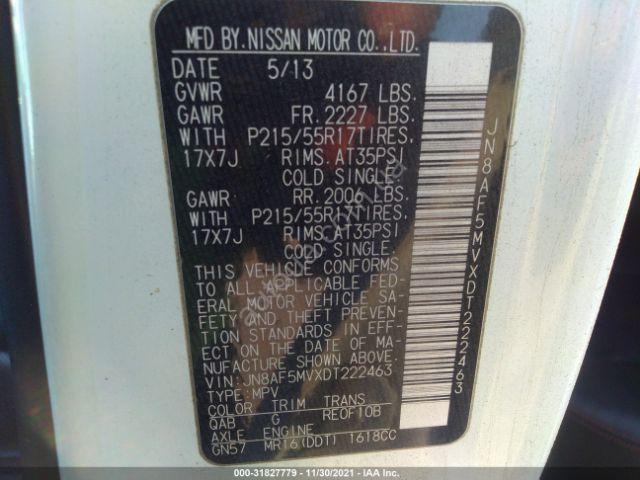 MFD BY.NISSAN MOTOR CO.,LTD.
DATE 5/13
GVWR 4167 LBS.
GAWR FR. 2227 LBS.
WITH P215/55R17TIRES,
17X7J RIMS.AT35PSI
COLD SINGLE.
GAWR RR. 2006 LBS.
WITH P215/55R17TIRES,
17X7J RIMS.AT35PSI
COLD SINGLE.
THIS VEHICLE CONFORMS
TO ALL APPLICABLE FED-
ERAL MOTOR VEHICLE SA-
FETY AND THEFT PREVEN-
TION STANDARDS IN EFF-
ECT ON THE DATE OF MA-
NUFACTURE SHOWN ABOVE.
VIN:JN8AF5MVXDT222463
TYPE:MPV
COLOR TRIM TRANS
QAB G RE0F10B
AXLE ENGINE
GN57 MR16(DDT) 1618CC
JN8AF5MVXDT222463
000-31827779 — 11/30/2021 — IAA Inc.